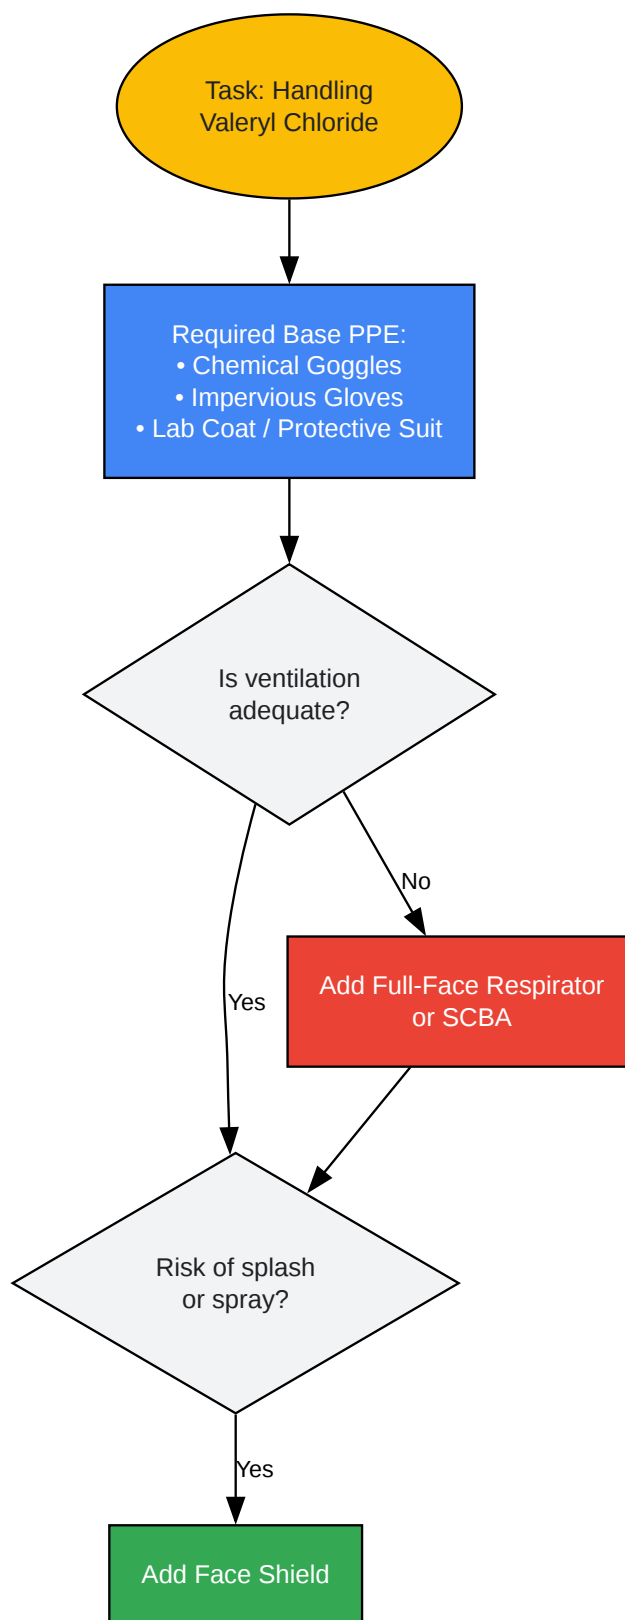 Task: Handling
Valeryl Chloride
Required Base PPE:
• Chemical Goggles
• Impervious Gloves
• Lab Coat / Protective Suit
Is ventilation
adequate?
No
Yes
Add Full-Face Respirator
or SCBA
Risk of splash
or spray?
Yes
Add Face Shield